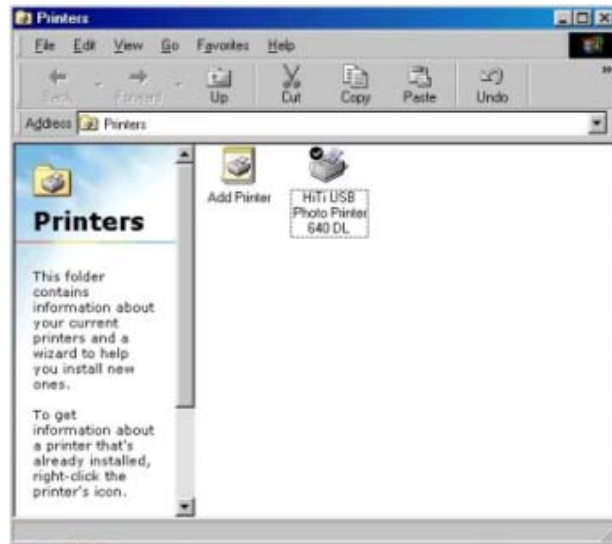 Printers
File Edit View Go Favorites Help
Back Forward Up Cut Copy Paste Undo »
Address Printers
Add Printer
HiTi USB
Photo Printer
640 DL
Printers
This folder
contains
information about
your current
printers and a
wizard to help
you install new
ones.
To get
information about
a printer that's
already installed,
right-click the
printer's icon.